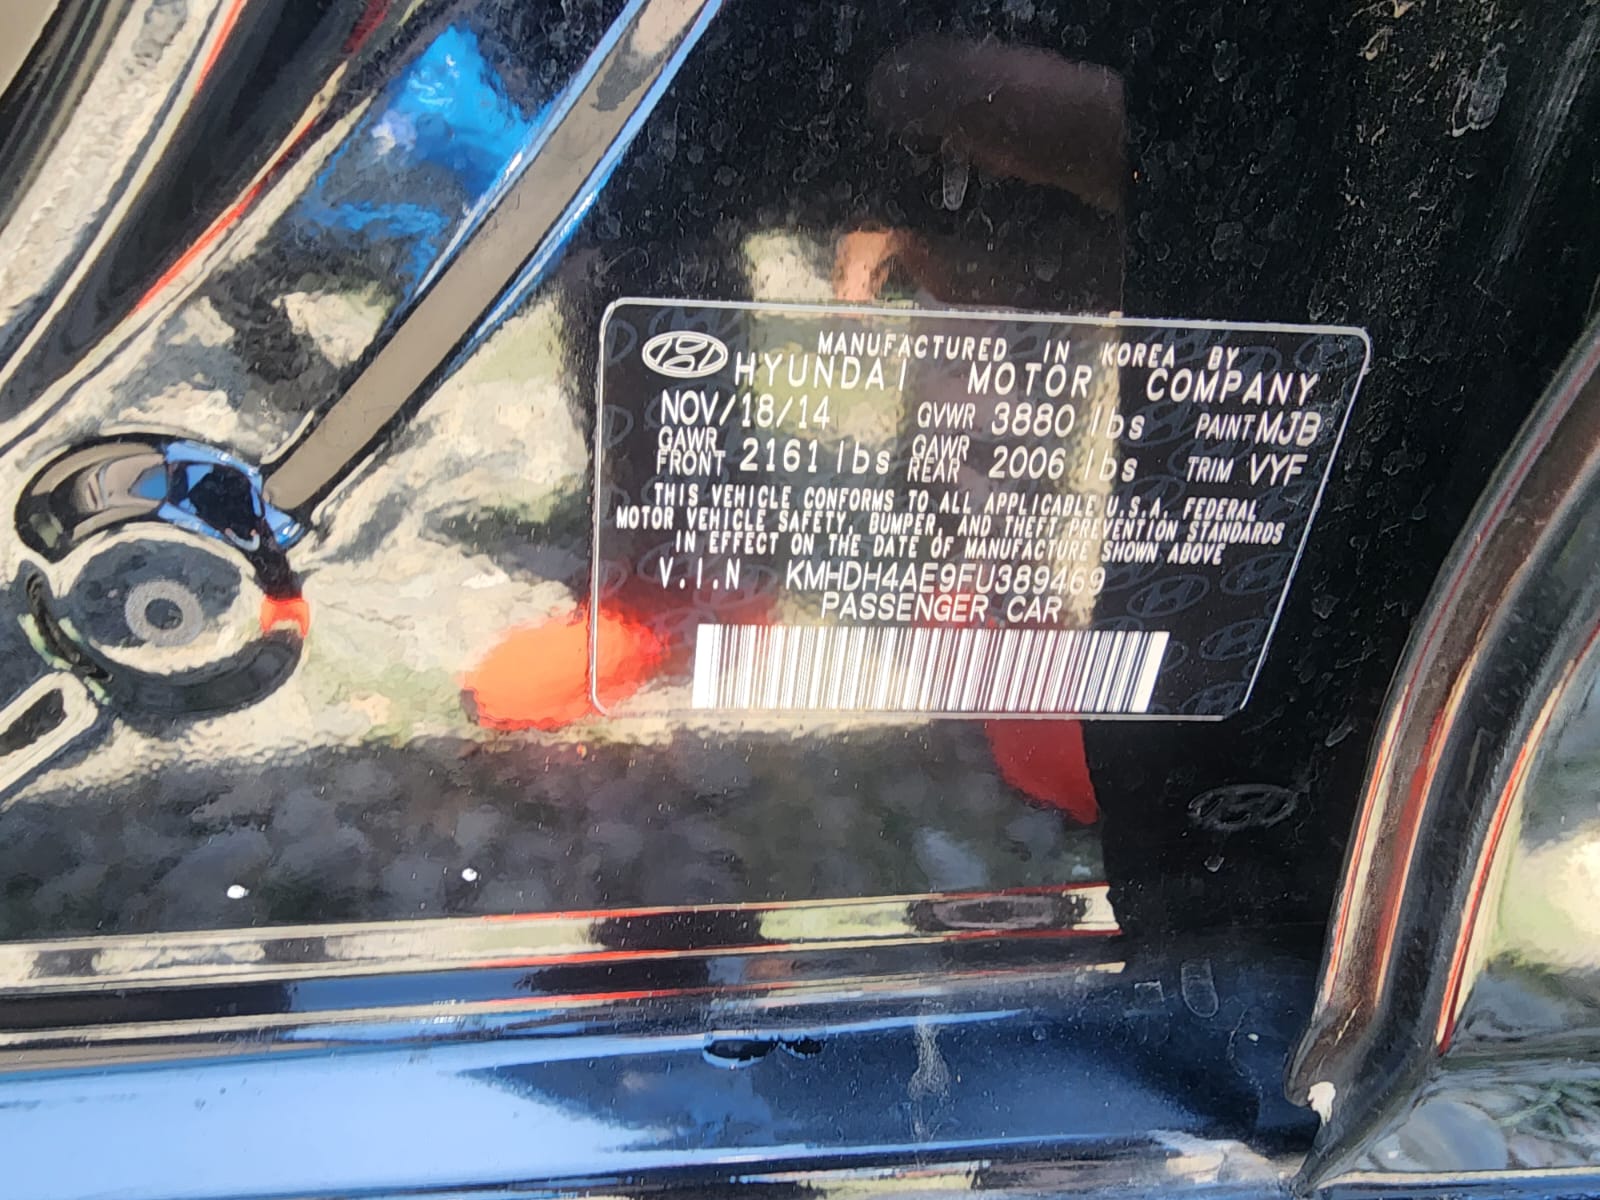 MANUFACTURED IN KOREA BY
HYUNDAI MOTOR COMPANY
NOV/18/14 GVWR 3880 lbs PAINT MJB
GAWR FRONT 2161 lbs GAWR REAR 2006 lbs TRIM VYF
THIS VEHICLE CONFORMS TO ALL APPLICABLE U.S.A. FEDERAL
MOTOR VEHICLE SAFETY, BUMPER, AND THEFT PREVENTION STANDARDS
IN EFFECT ON THE DATE OF MANUFACTURE SHOWN ABOVE
V.I.N KMHDH4AE9FU389469
PASSENGER CAR